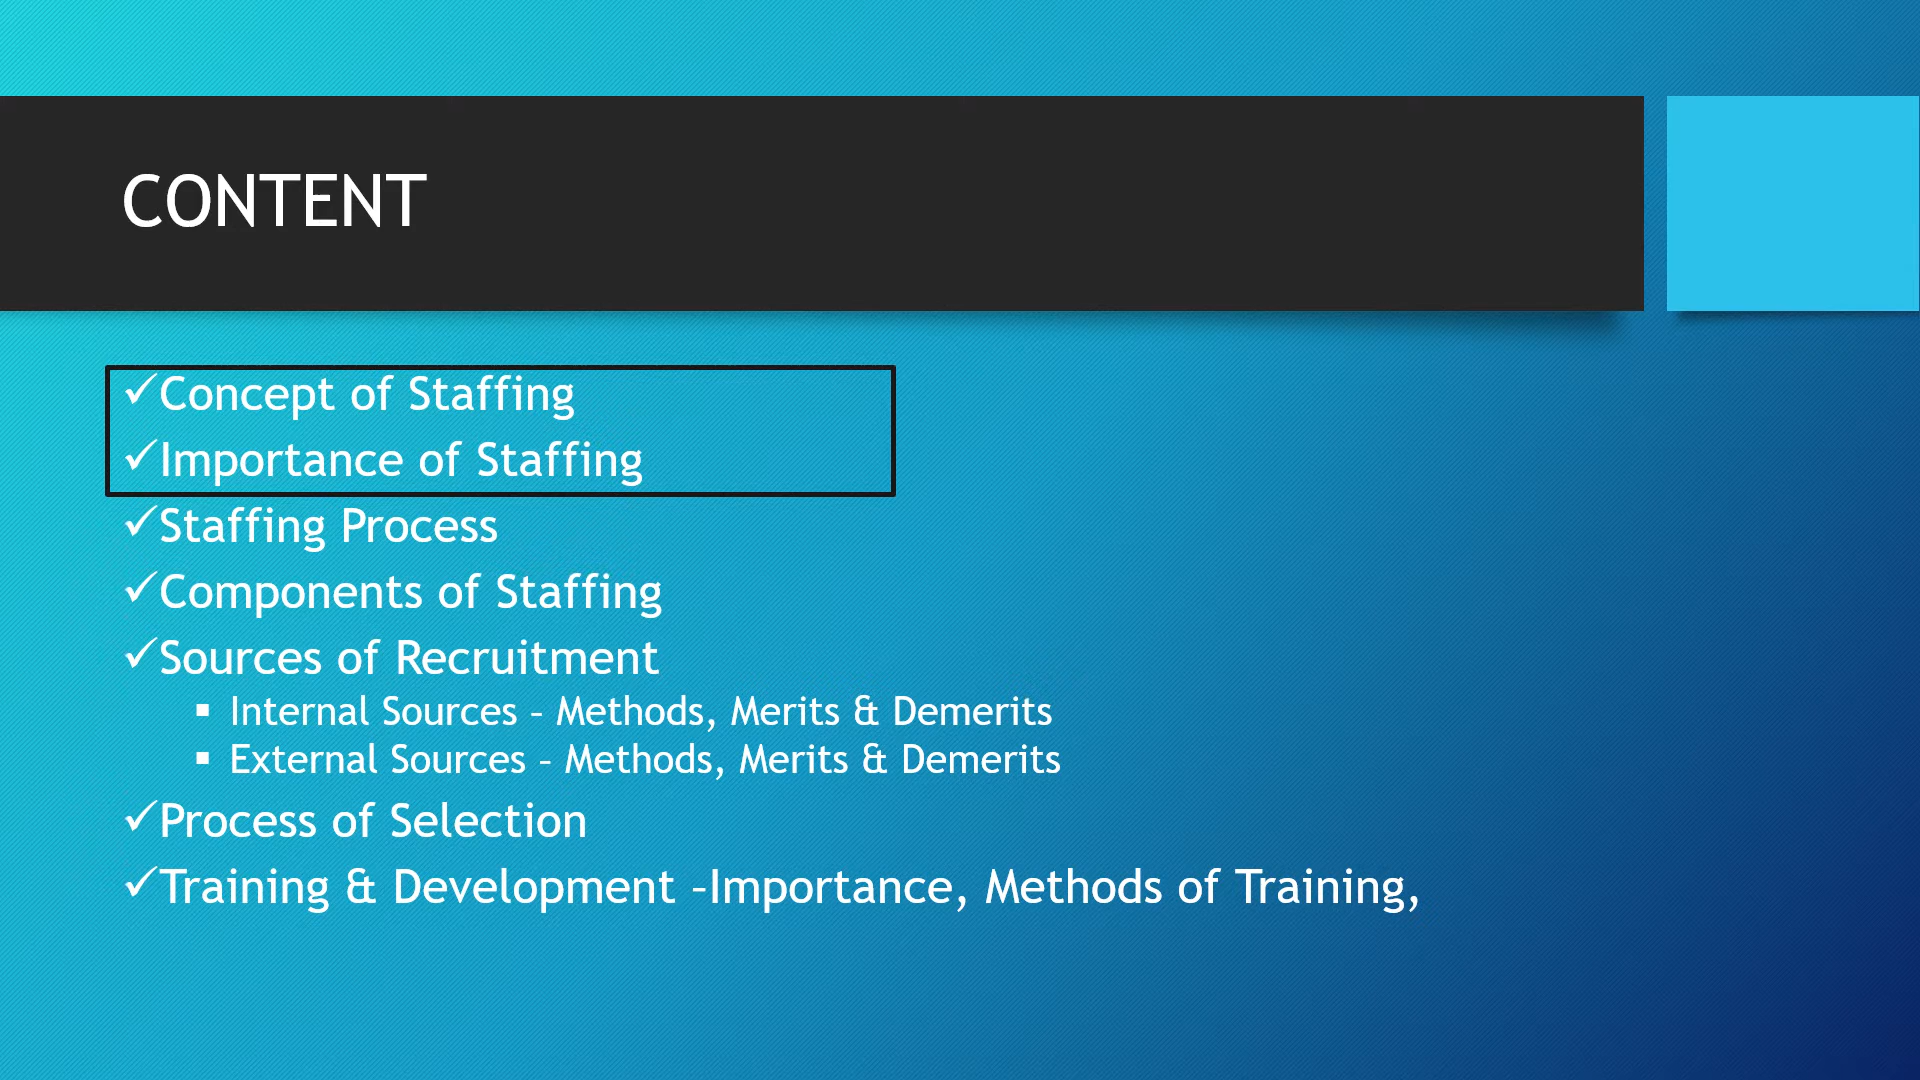 CONTENT
✓Concept of Staffing
✓Importance of Staffing
✓Staffing Process
✓Components of Staffing
✓Sources of Recruitment
▪ Internal Sources – Methods, Merits & Demerits
▪ External Sources – Methods, Merits & Demerits
✓Process of Selection
✓Training & Development –Importance, Methods of Training,